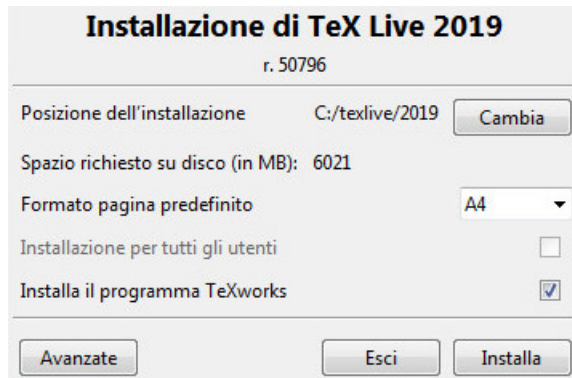 Installazione di TeX Live 2019
r. 50796
Posizione dell'installazione C:/texlive/2019 Cambia
Spazio richiesto su disco (in MB): 6021
Formato pagina predefinito A4
Installazione per tutti gli utenti
Installa il programma TeXworks
Avanzate Esci Installa